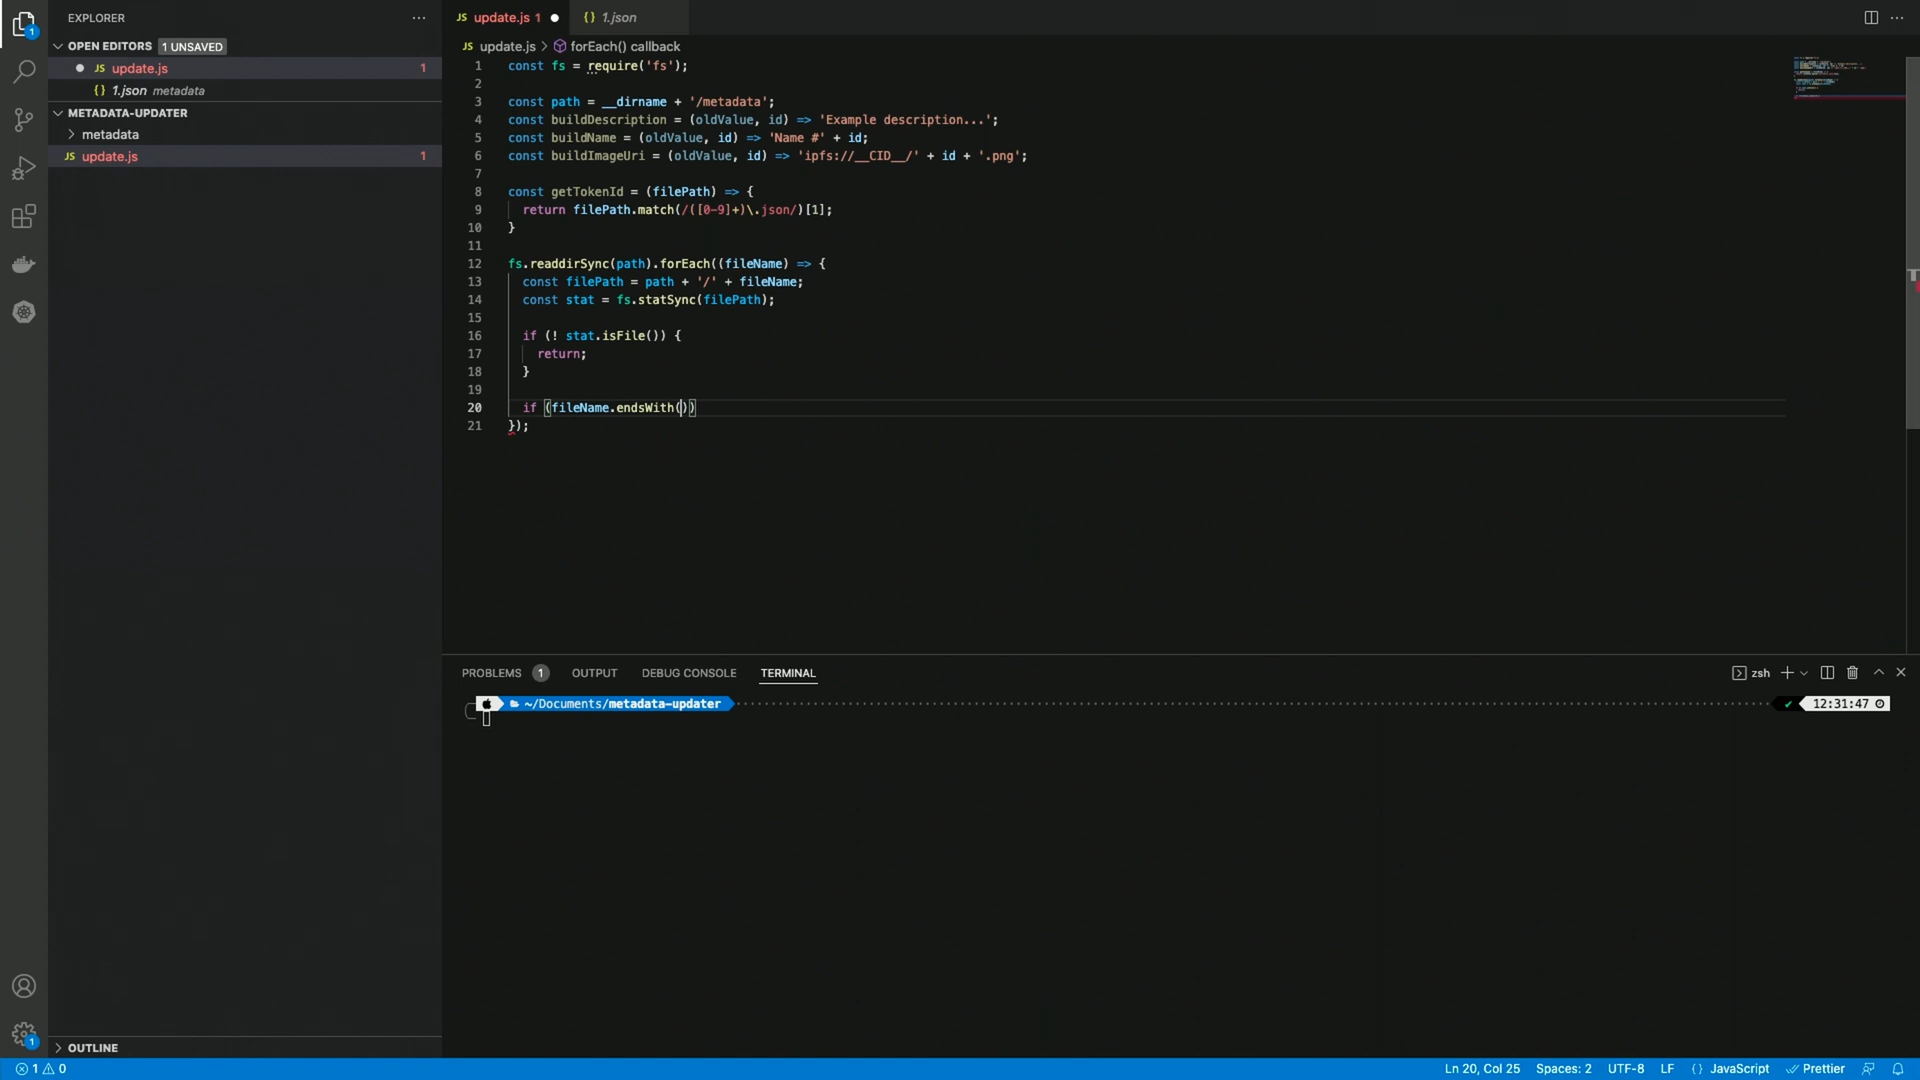 EXPLORER
OPEN EDITORS 1 UNSAVED
JS update.js 1
{} 1.json metadata
METADATA-UPDATER
metadata
JS update.js 1
OUTLINE
JS update.js 1
{} 1.json
JS update.js > forEach() callback
1 const fs = require('fs');
2
3 const path = __dirname + '/metadata';
4 const buildDescription = (oldValue, id) => 'Example description...';
5 const buildName = (oldValue, id) => 'Name #' + id;
6 const buildImageUri = (oldValue, id) => 'ipfs://__CID__/' + id + '.png';
7
8 const getTokenId = (filePath) => {
9 return filePath.match(/([0-9]+)\.json/)[1];
10 }
11
12 fs.readdirSync(path).forEach((fileName) => {
13 const filePath = path + '/' + fileName;
14 const stat = fs.statSync(filePath);
15
16 if (! stat.isFile()) {
17 return;
18 }
19
20 if (fileName.endsWith())
21 });
PROBLEMS 1 OUTPUT DEBUG CONSOLE TERMINAL
zsh
~/Documents/metadata-updater
12:31:47
1 0
Ln 20, Col 25 Spaces: 2 UTF-8 LF {} JavaScript Prettier